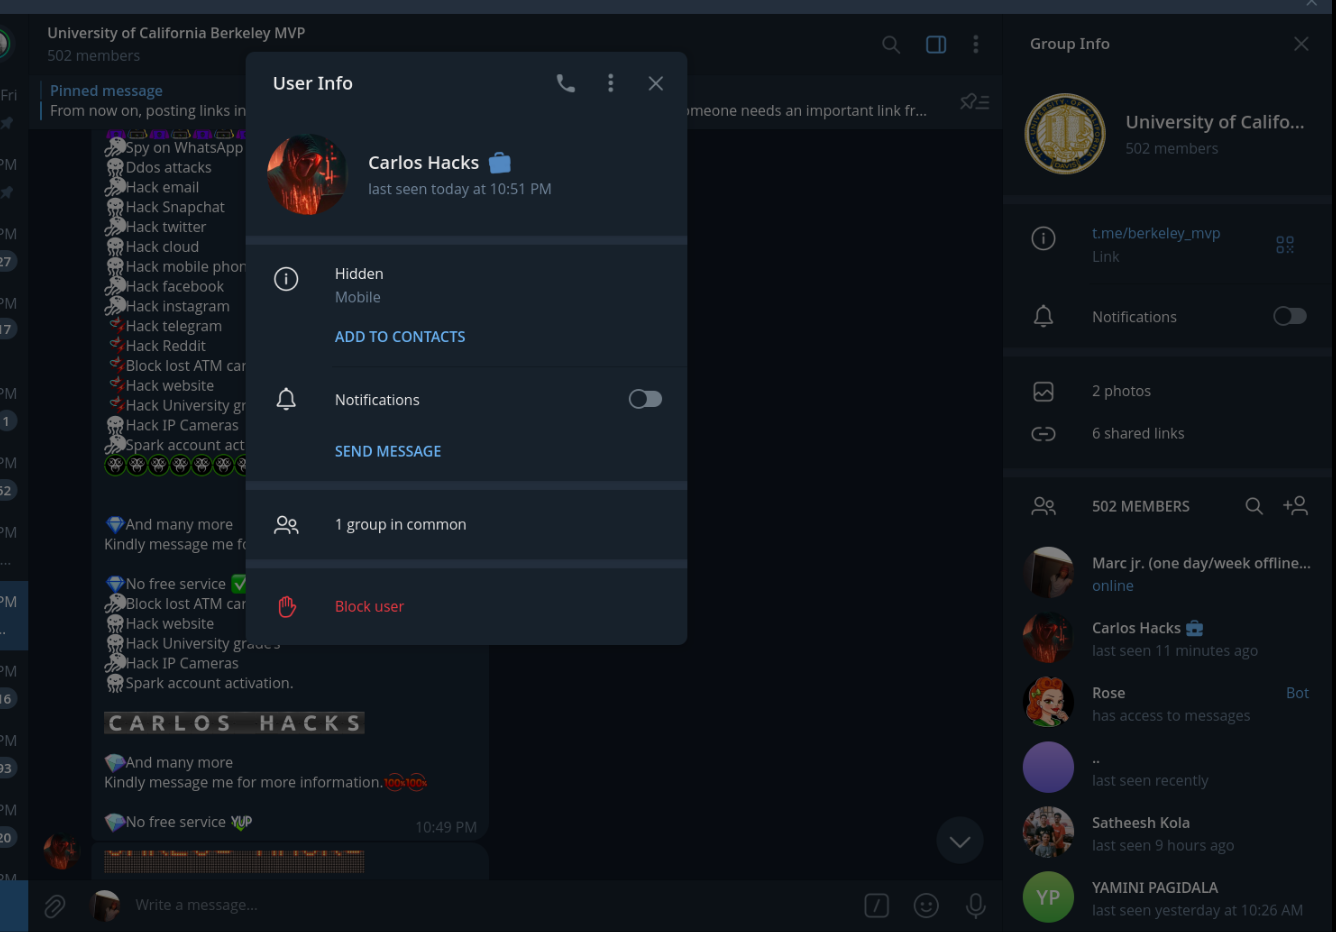 University of California Berkeley MVP
502 members
Pinned message
From now on, posting links in
omeone needs an important link fr...
Fri
PM
PM
27
PM
17
PM
1
PM
52
PM
...
PM
..
PM
16
PM
93
PM
20
PM
Spy on WhatsApp
Ddos attacks
Hack email
Hack Snapchat
Hack twitter
Hack cloud
Hack mobile phon
Hack facebook
Hack instagram
Hack telegram
Hack Reddit
Block lost ATM car
Hack website
Hack University gr
Hack IP Cameras
Spark account act
And many more
Kindly message me fo
No free service
Block lost ATM car
Hack website
Hack University grades
Hack IP Cameras
Spark account activation.
CARLOS HACKS
And many more
Kindly message me for more information.
No free service YUP
10:49 PM
Write a message...
User Info
Carlos Hacks
last seen today at 10:51 PM
Hidden
Mobile
ADD TO CONTACTS
Notifications
SEND MESSAGE
1 group in common
Block user
Group Info
University of Califo...
502 members
t.me/berkeley_mvp
Link
Notifications
2 photos
6 shared links
502 MEMBERS
Marc jr. (one day/week offline...
online
Carlos Hacks
last seen 11 minutes ago
Rose
Bot
has access to messages
..
last seen recently
Satheesh Kola
last seen 9 hours ago
YP
YAMINI PAGIDALA
last seen yesterday at 10:26 AM